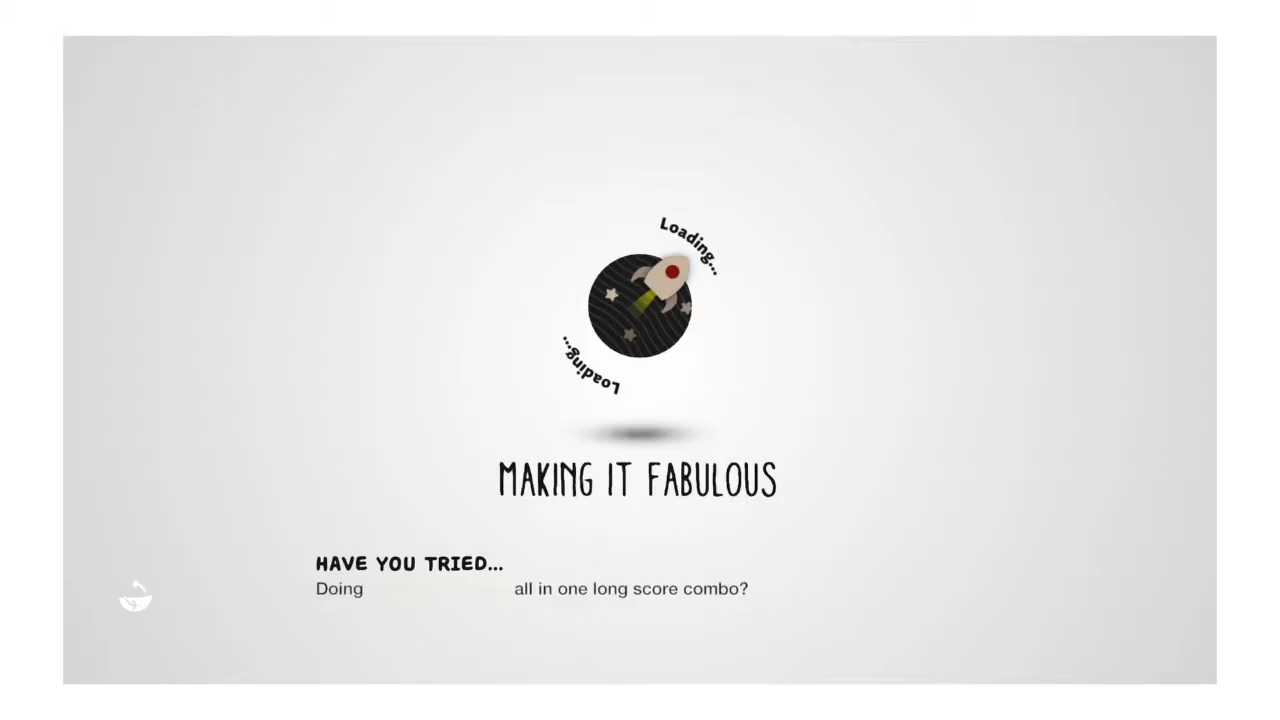 Loading...
Loading...
MAKING IT FABULOUS
HAVE YOU TRIED...
Doing all in one long score combo?